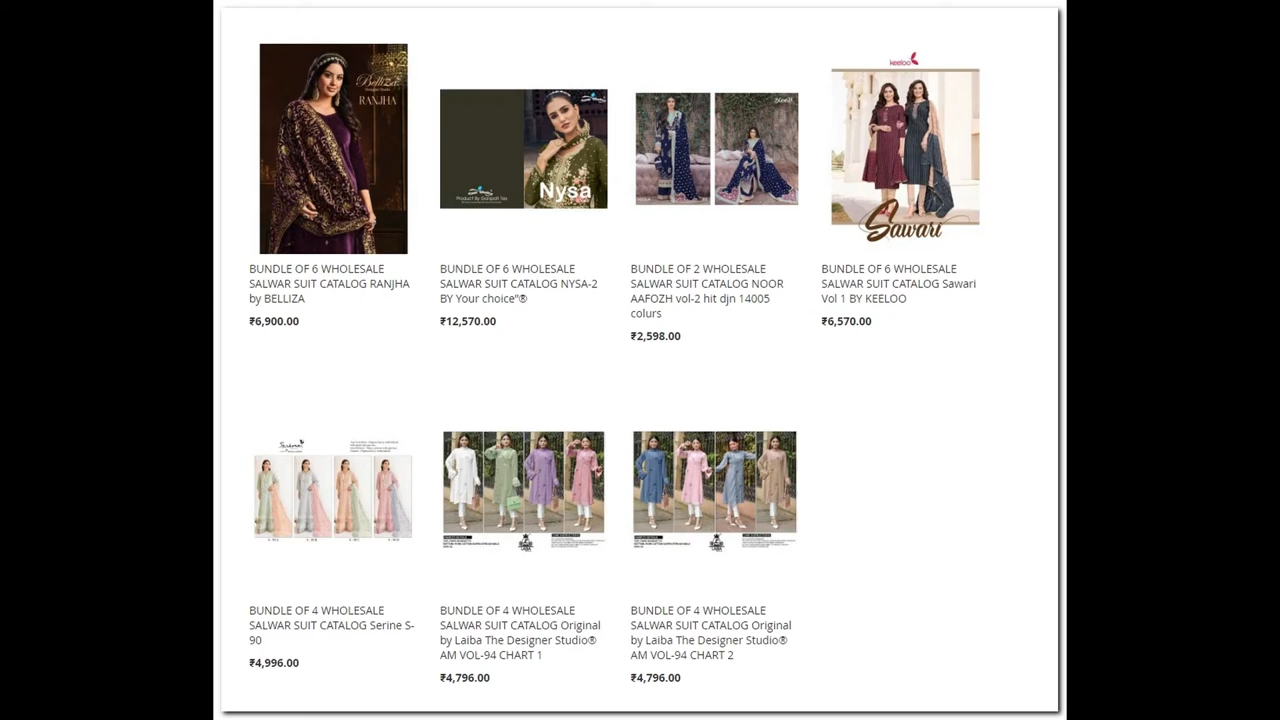 Belliza
RANJHA
Nysa
Product By Ganpati Tex
keeloo
Sawari
BUNDLE OF 6 WHOLESALE
SALWAR SUIT CATALOG RANJHA
by BELLIZA
₹6,900.00
BUNDLE OF 6 WHOLESALE
SALWAR SUIT CATALOG NYSA-2
BY Your choice"®
₹12,570.00
BUNDLE OF 2 WHOLESALE
SALWAR SUIT CATALOG NOOR
AAFOZH vol-2 hit djn 14005
colurs
₹2,598.00
BUNDLE OF 6 WHOLESALE
SALWAR SUIT CATALOG Sawari
Vol 1 BY KEELOO
₹6,570.00
BUNDLE OF 4 WHOLESALE
SALWAR SUIT CATALOG Serine S-
90
₹4,996.00
BUNDLE OF 4 WHOLESALE
SALWAR SUIT CATALOG Original
by Laiba The Designer Studio®
AM VOL-94 CHART 1
₹4,796.00
BUNDLE OF 4 WHOLESALE
SALWAR SUIT CATALOG Original
by Laiba The Designer Studio®
AM VOL-94 CHART 2
₹4,796.00